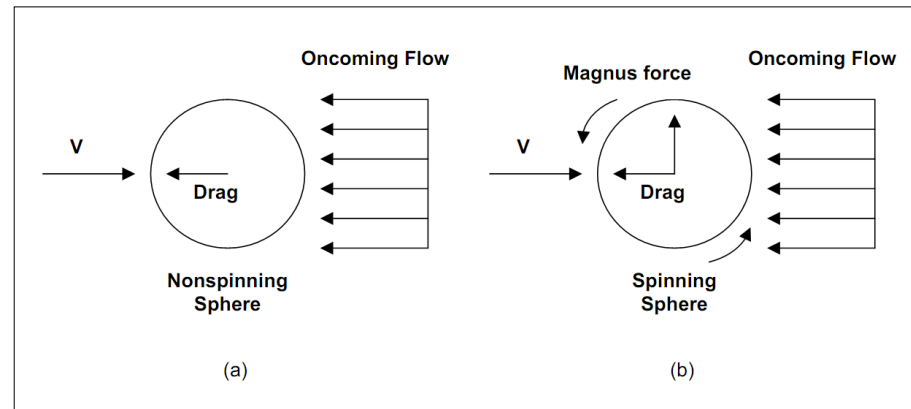 Oncoming Flow
V
Drag
Nonspinning
Sphere
(a)
Oncoming Flow
Magnus force
V
Drag
Spinning
Sphere
(b)